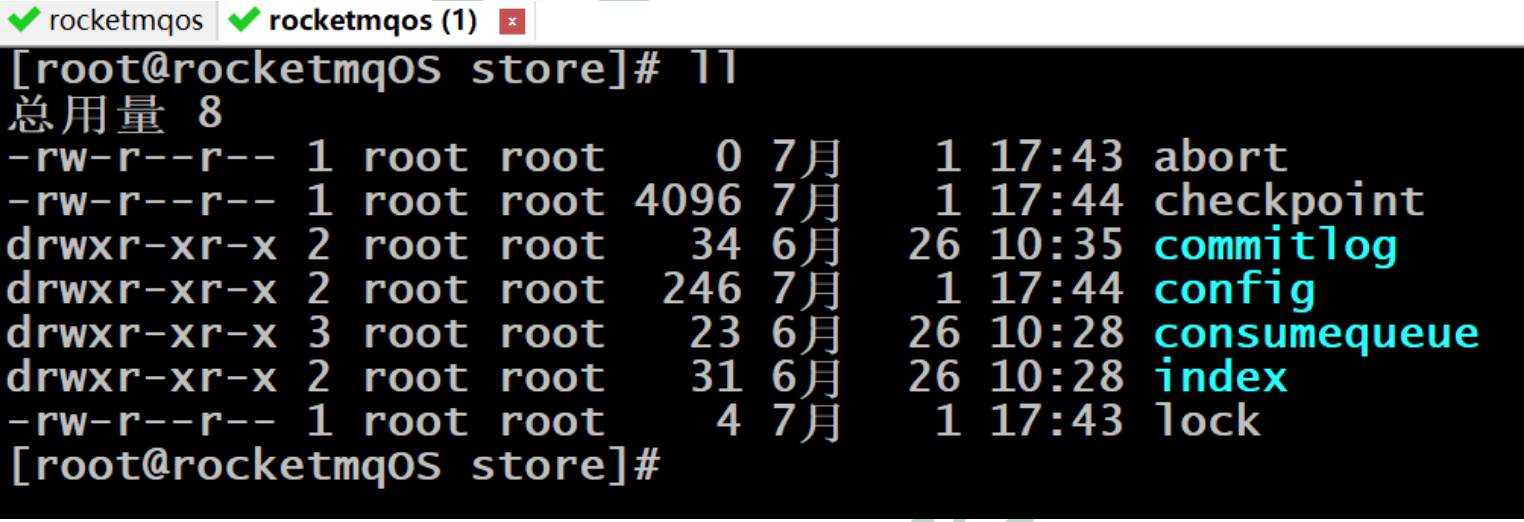 rocketmqos rocketmqos (1) x
[root@rocketmqOS store]# ll
总用量 8
-rw-r--r-- 1 root root    0 7月   1 17:43 abort
-rw-r--r-- 1 root root 4096 7月   1 17:44 checkpoint
drwxr-xr-x 2 root root   34 6月  26 10:35 commitlog
drwxr-xr-x 2 root root  246 7月   1 17:44 config
drwxr-xr-x 3 root root   23 6月  26 10:28 consumequeue
drwxr-xr-x 2 root root   31 6月  26 10:28 index
-rw-r--r-- 1 root root    4 7月   1 17:43 lock
[root@rocketmqOS store]#